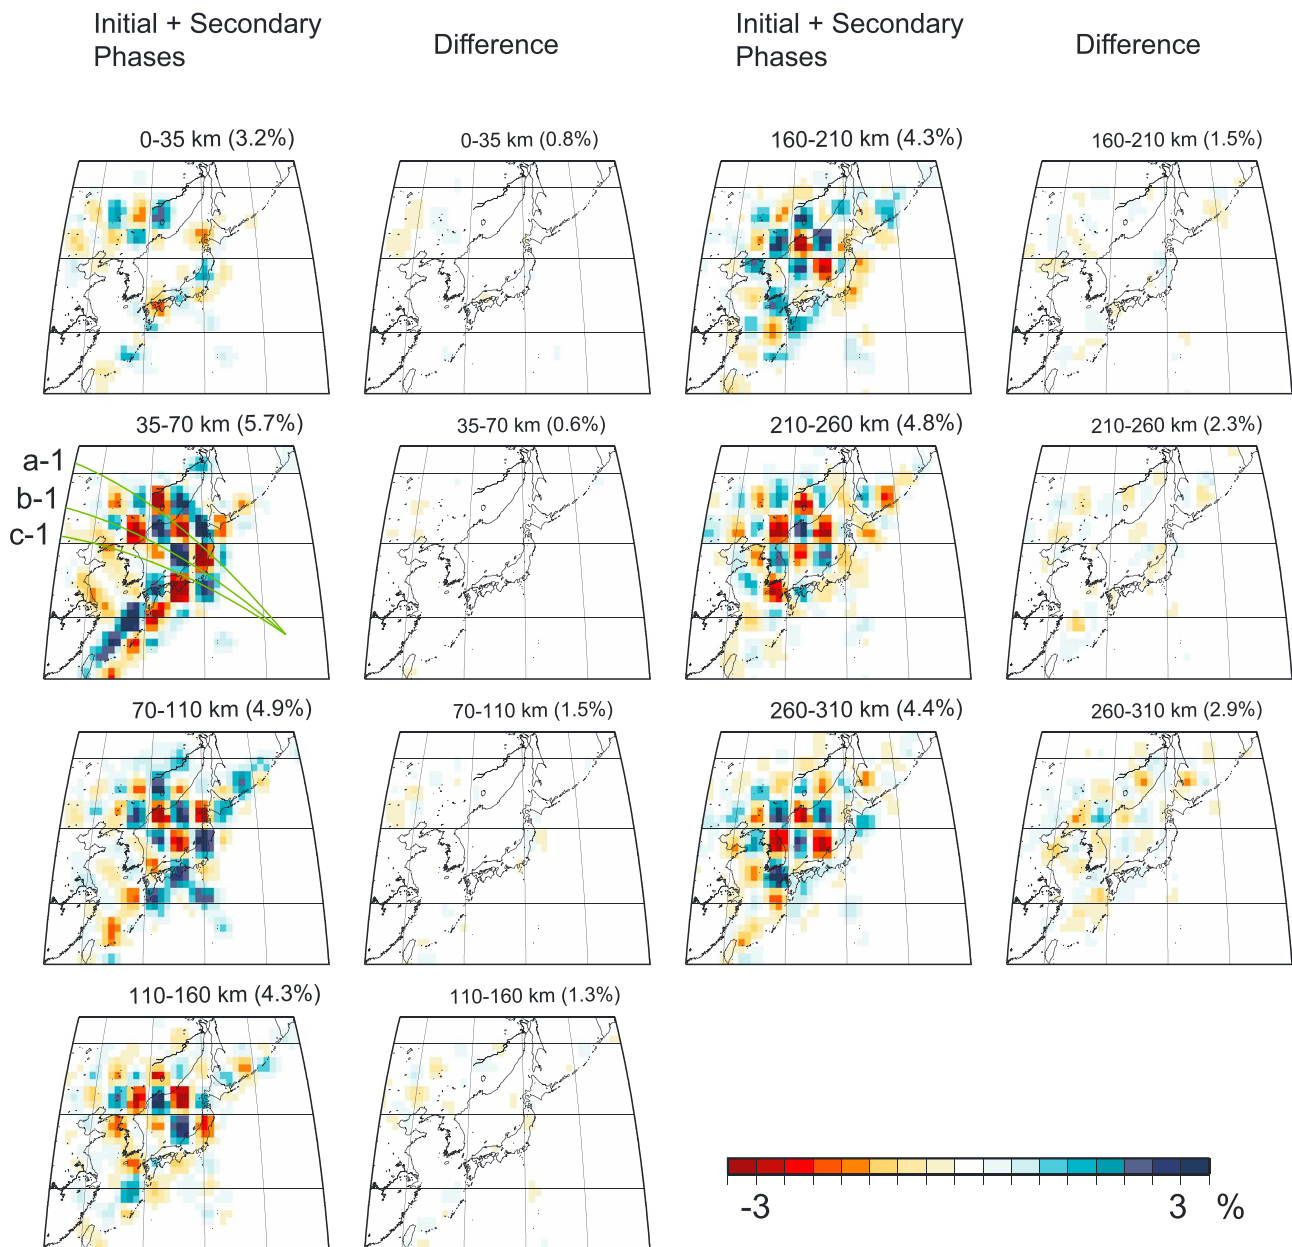 Initial + Secondary
Phases
Difference
Initial + Secondary
Phases
Difference
0-35 km (3.2%)
0-35 km (0.8%)
160-210 km (4.3%)
160-210 km (1.5%)
35-70 km (5.7%)
35-70 km (0.6%)
210-260 km (4.8%)
210-260 km (2.3%)
a-1
b-1
c-1
70-110 km (4.9%)
70-110 km (1.5%)
260-310 km (4.4%)
260-310 km (2.9%)
110-160 km (4.3%)
110-160 km (1.3%)
-3 3 %